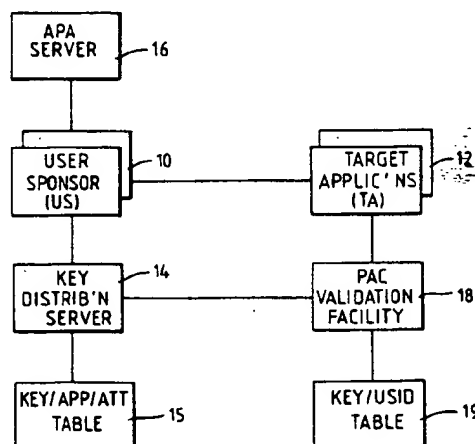 APA
SERVER
16
USER
SPONSOR
(US)
10
TARGET
APPLIC'NS
(TA)
12
KEY
DISTRIB'N
SERVER
14
PAC
VALIDATION
FACILITY
18
KEY/APP/ATT
TABLE
15
KEY/USID
TABLE
19